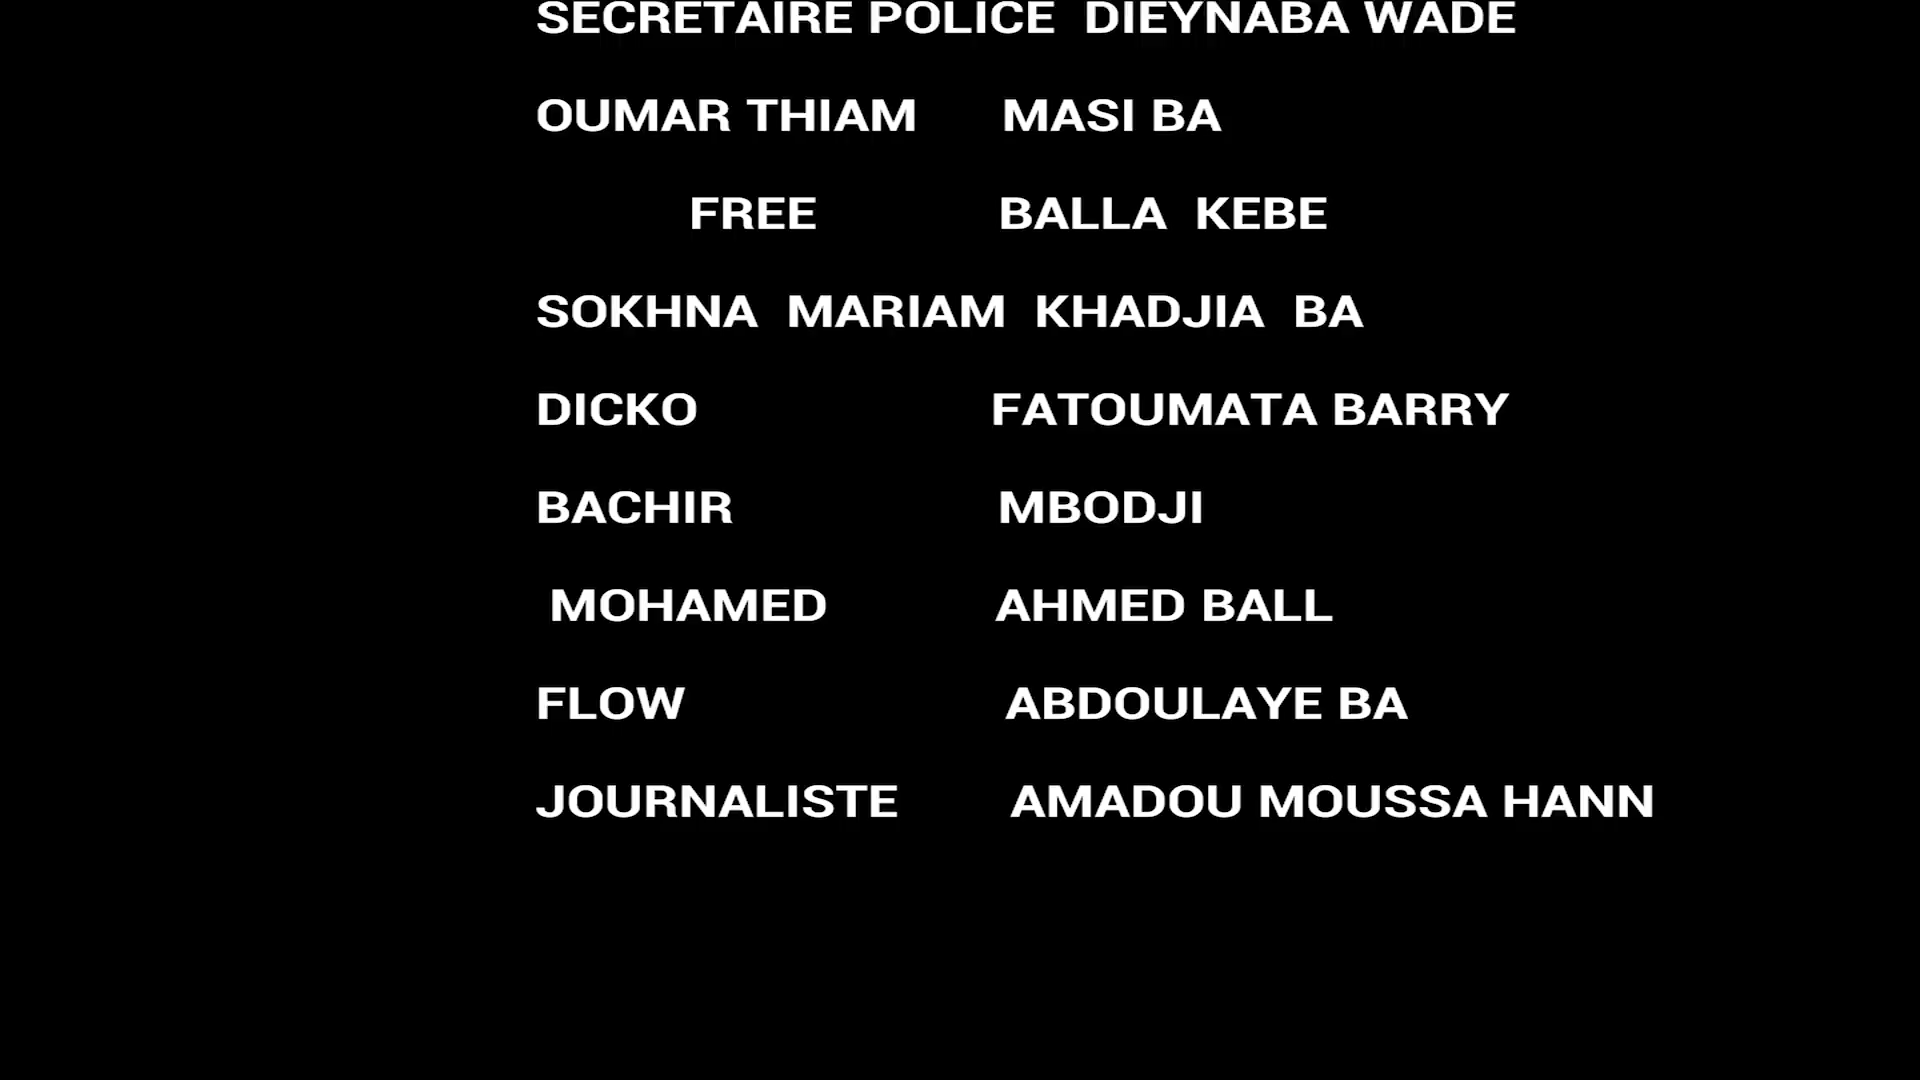 SECRETAIRE POLICE  DIEYNABA WADE
OUMAR THIAM MASI BA
FREE BALLA KEBE
SOKHNA MARIAM KHADJIA BA
DICKO FATOUMATA BARRY
BACHIR MBODJI
MOHAMED AHMED BALL
FLOW ABDOULAYE BA
JOURNALISTE AMADOU MOUSSA HANN